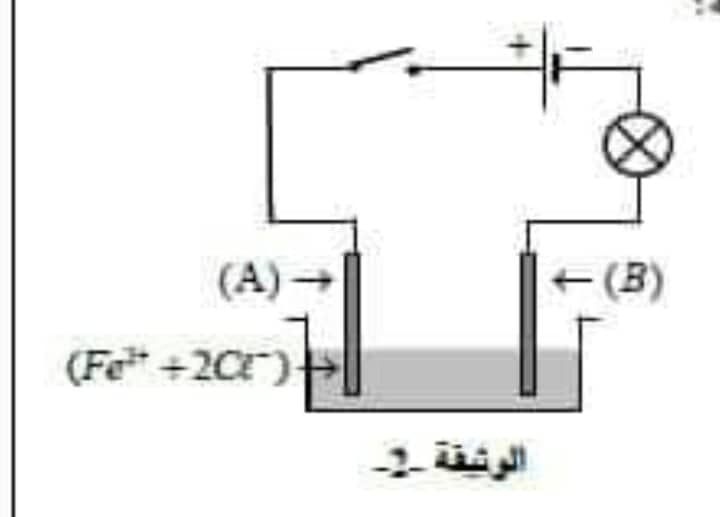 + −
(A) → ← (B)
(Fe²⁺ + 2Cℓ⁻) →
الوثيقة -2-